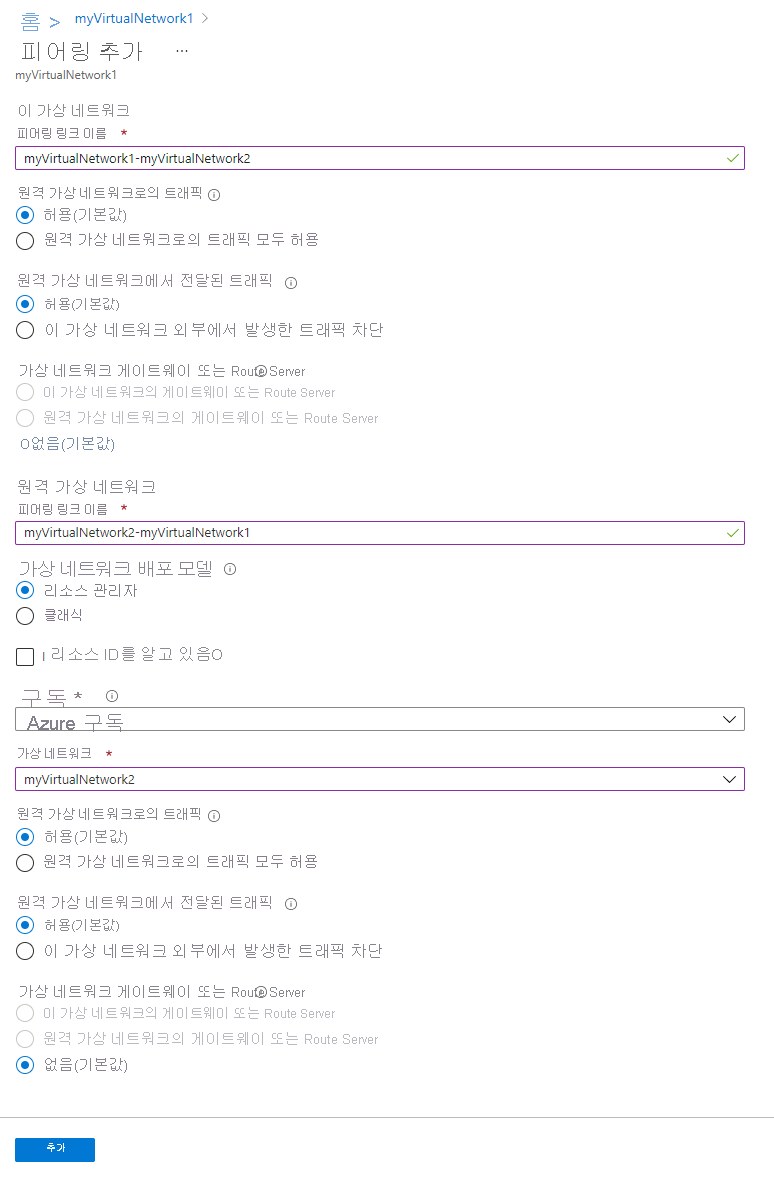 홈 > myVirtualNetwork1 >
피어링 추가 ...
myVirtualNetwork1
이 가상 네트워크
피어링 링크 이름 *
myVirtualNetwork1-myVirtualNetwork2
원격 가상 네트워크로의 트래픽
허용(기본값)
원격 가상 네트워크로의 트래픽 모두 허용
원격 가상 네트워크에서 전달된 트래픽
허용(기본값)
이 가상 네트워크 외부에서 발생한 트래픽 차단
가상 네트워크 게이트웨이 또는 Route Server
이 가상 네트워크의 게이트웨이 또는 Route Server
원격 가상 네트워크의 게이트웨이 또는 Route Server
O없음(기본값)
원격 가상 네트워크
피어링 링크 이름 *
myVirtualNetwork2-myVirtualNetwork1
가상 네트워크 배포 모델
리소스 관리자
클래식
I 리소스 ID를 알고 있음O
구독 *
Azure 구독
가상 네트워크 *
myVirtualNetwork2
원격 가상 네트워크로의 트래픽
허용(기본값)
원격 가상 네트워크로의 트래픽 모두 허용
원격 가상 네트워크에서 전달된 트래픽
허용(기본값)
이 가상 네트워크 외부에서 발생한 트래픽 차단
가상 네트워크 게이트웨이 또는 Route Server
이 가상 네트워크의 게이트웨이 또는 Route Server
원격 가상 네트워크의 게이트웨이 또는 Route Server
없음(기본값)
추가